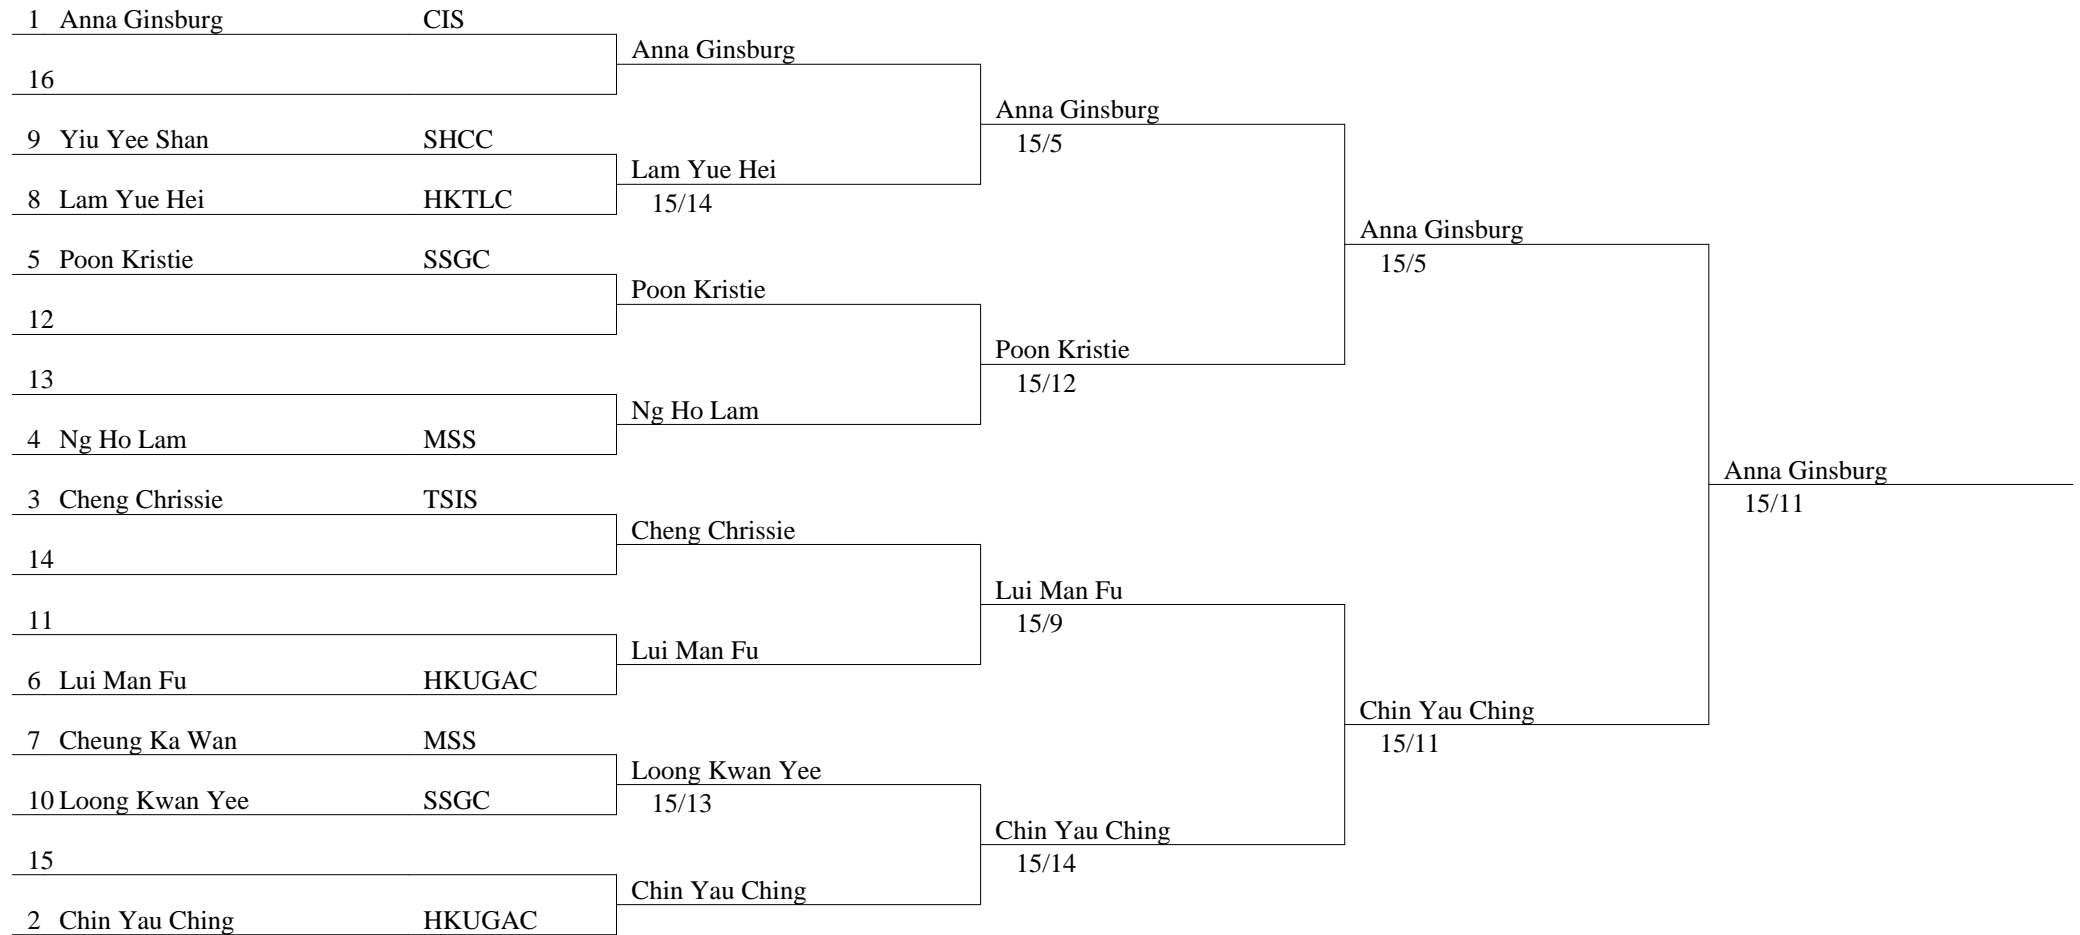 1 Anna Ginsburg CIS
Anna Ginsburg
16
Anna Ginsburg
9 Yiu Yee Shan SHCC
15/5
Lam Yue Hei
8 Lam Yue Hei HKTLC
15/14
Anna Ginsburg
5 Poon Kristie SSGC
15/5
Poon Kristie
12
Poon Kristie
13
15/12
Ng Ho Lam
4 Ng Ho Lam MSS
Anna Ginsburg
3 Cheng Chrissie TSIS
15/11
Cheng Chrissie
14
Lui Man Fu
11
15/9
Lui Man Fu
6 Lui Man Fu HKUGAC
Chin Yau Ching
7 Cheung Ka Wan MSS
15/11
Loong Kwan Yee
10 Loong Kwan Yee SSGC
15/13
Chin Yau Ching
15
15/14
Chin Yau Ching
2 Chin Yau Ching HKUGAC